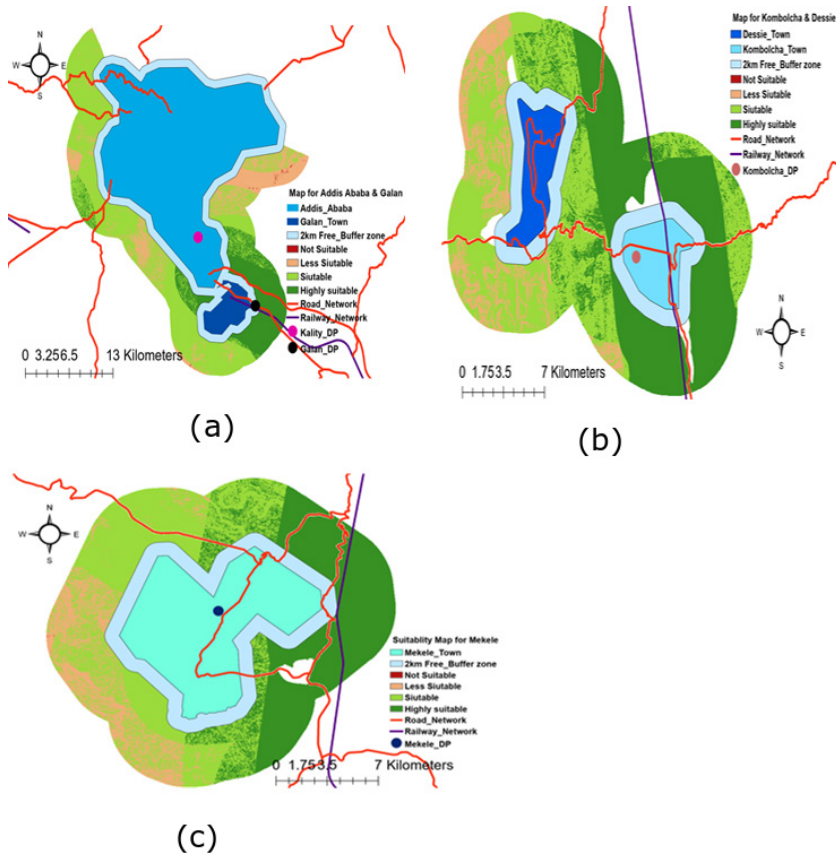 N
W E
S
Map for Addis Ababa & Galan
Addis_Ababa
Galan_Town
2km Free_Buffer zone
Not Suitable
Less Siutable
Siutable
Highly suitable
Road_Network
Railway_Network
Kality_DP
Galan_DP
0 3.256.5 13 Kilometers
(a)
Map for Kombolcha & Dessie
Dessie_Town
Kombolcha_Town
2km Free_Buffer zone
Not Suitable
Less Siutable
Siutable
Highly suitable
Road_Network
Railway_Network
Kombolcha_DP
N
W E
S
0 1.753.5 7 Kilometers
(b)
N
W E
S
Suitablity Map for Mekele
Mekele_Town
2km Free_Buffer zone
Not Suitable
Less Siutable
Siutable
Highly suitable
Road_Network
Railway_Network
Mekele_DP
0 1.753.5 7 Kilometers
(c)